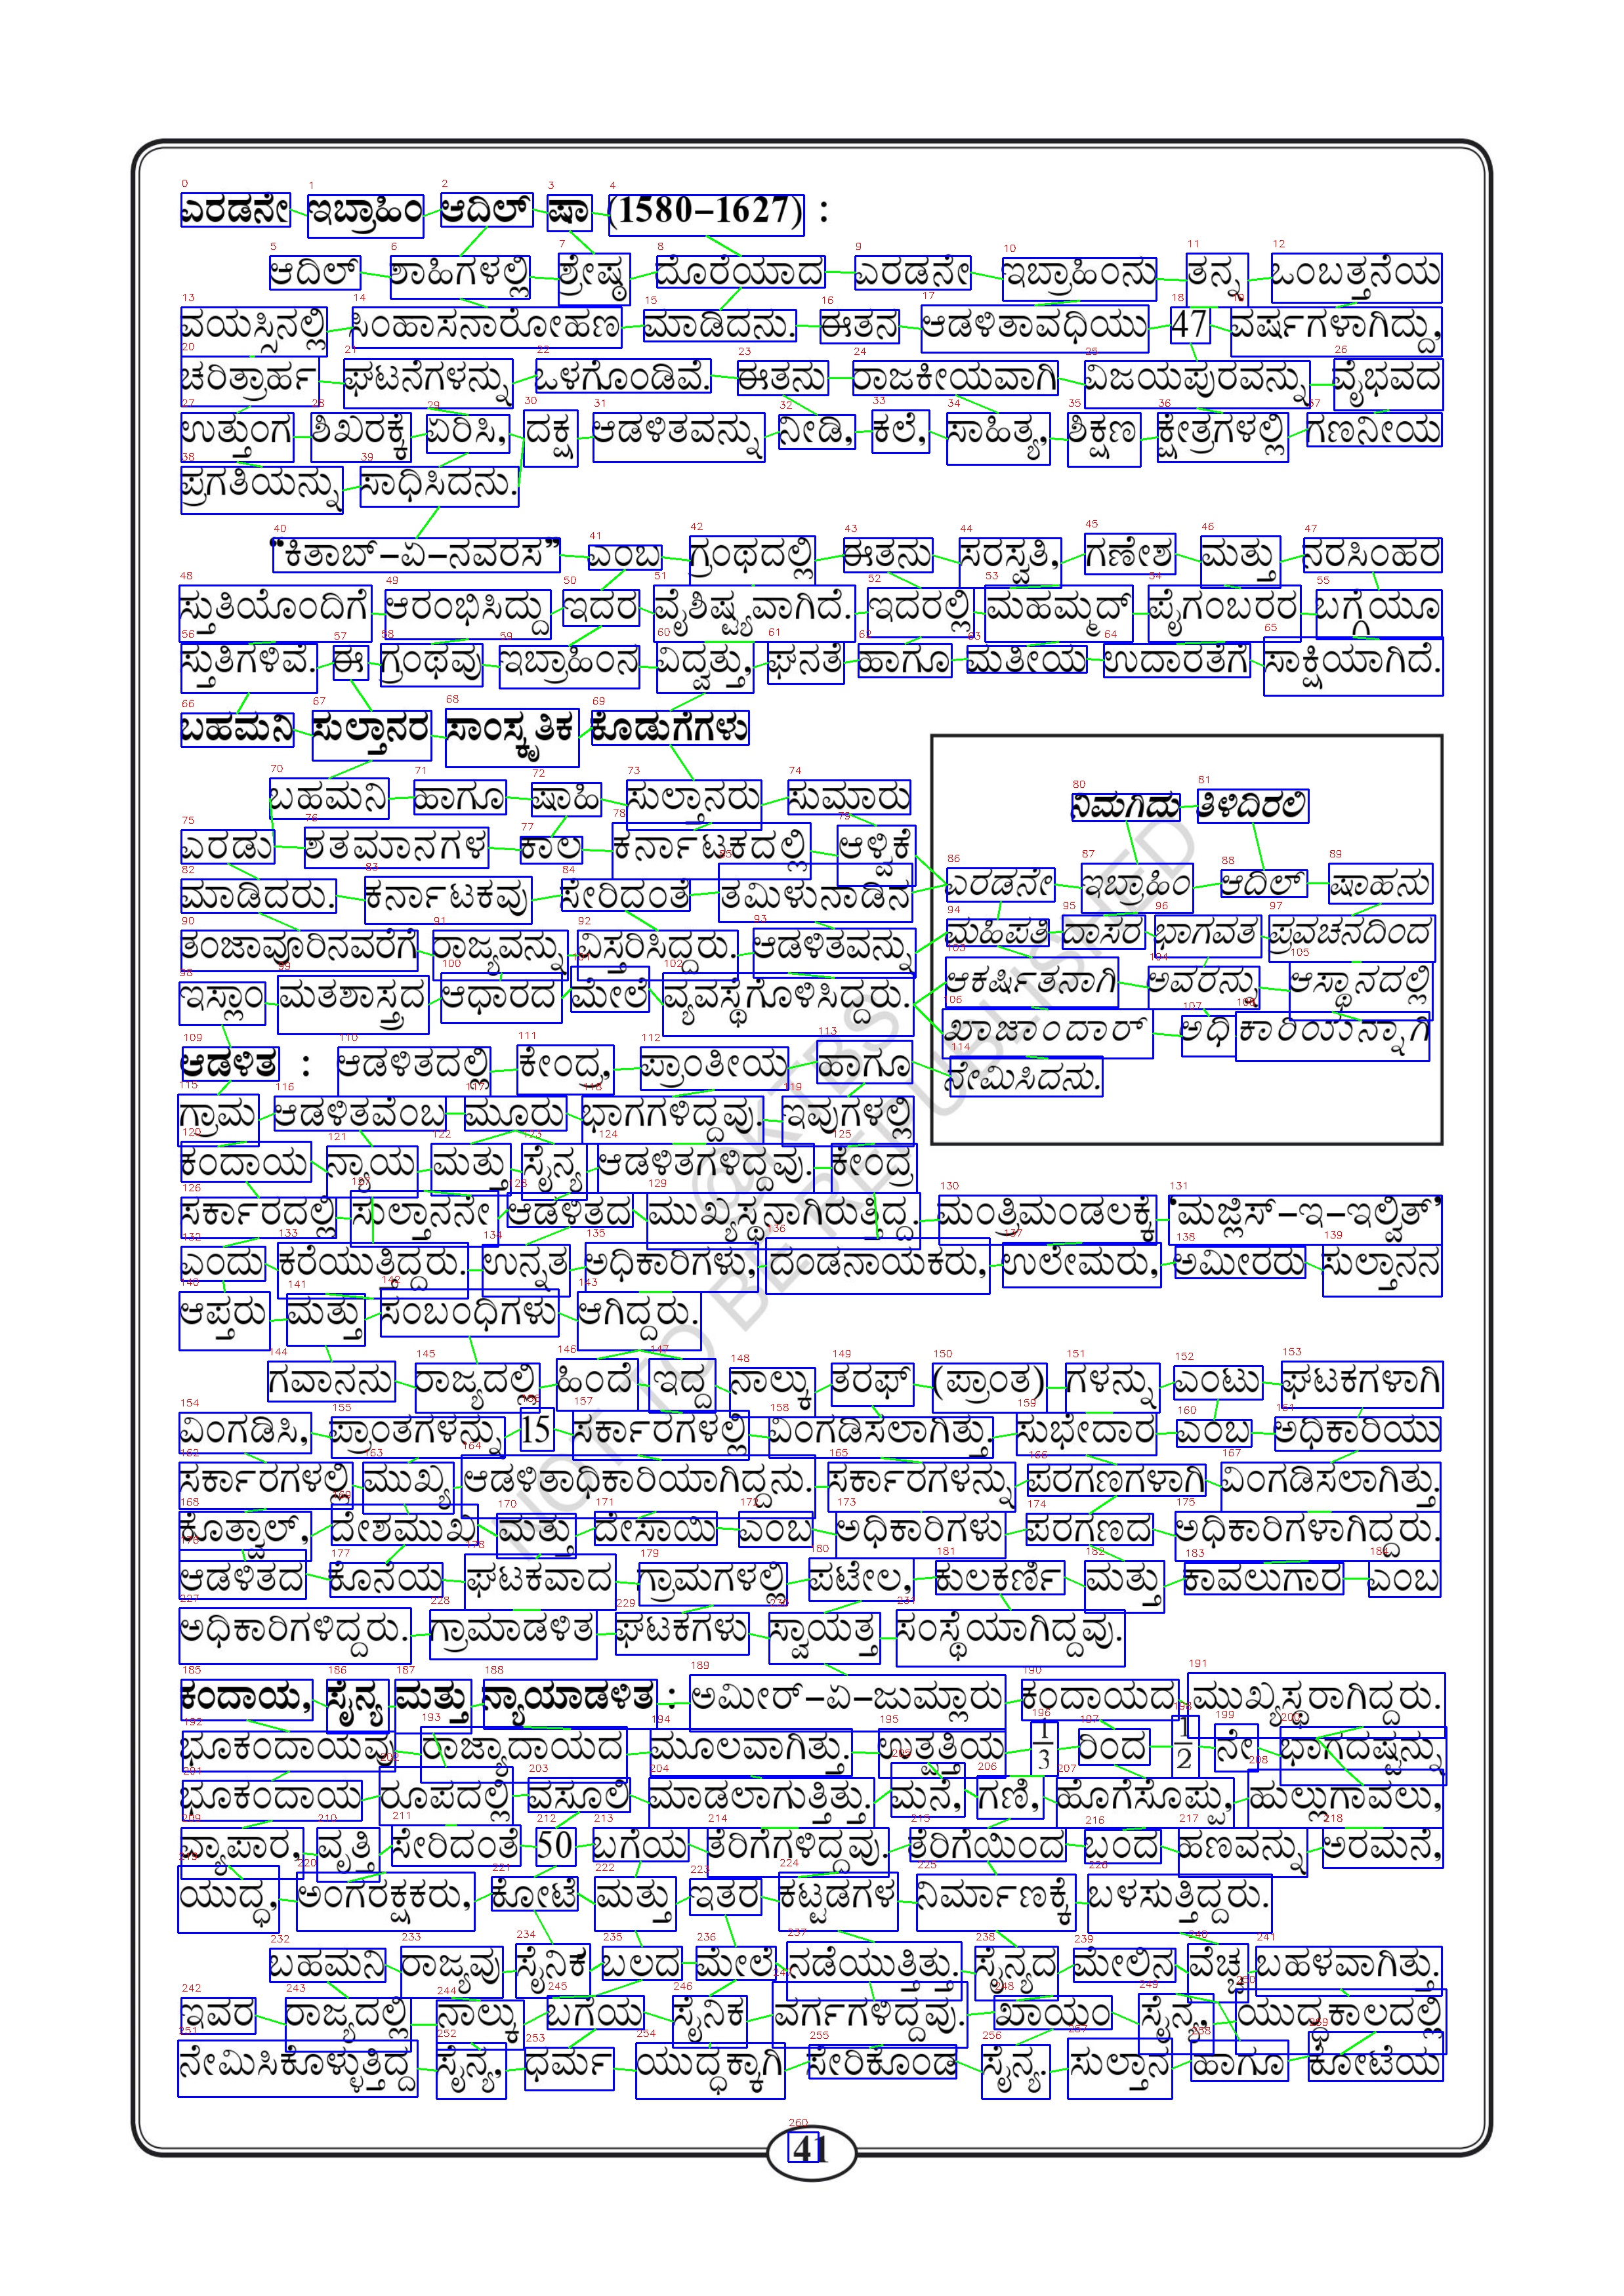 ಎರಡನೇ ಇಬ್ರಾಹಿಂ ಆದಿಲ್ ಷಾ (1580–1627) :
ಆದಿಲ್ ಶಾಹಿಗಳಲ್ಲಿ ಶ್ರೇಷ್ಠ ದೊರೆಯಾದ ಎರಡನೇ ಇಬ್ರಾಹಿಂನು ತನ್ನ ಒಂಬತ್ತನೆಯ
ವಯಸ್ಸಿನಲ್ಲಿ ಸಿಂಹಾಸನಾರೋಹಣ ಮಾಡಿದನು. ಈತನ ಆಡಳಿತಾವಧಿಯು 47 ವರ್ಷಗಳಾಗಿದ್ದು,
ಚರಿತ್ರಾರ್ಹ ಘಟನೆಗಳನ್ನು ಒಳಗೊಂಡಿವೆ. ಈತನು ರಾಜಕೀಯವಾಗಿ ವಿಜಯಪುರವನ್ನು ವೈಭವದ
ಉತ್ತುಂಗ ಶಿಖರಕ್ಕೆ ಏರಿಸಿ, ದಕ್ಷ ಆಡಳಿತವನ್ನು ನೀಡಿ, ಕಲೆ, ಸಾಹಿತ್ಯ, ಶಿಕ್ಷಣ ಕ್ಷೇತ್ರಗಳಲ್ಲಿ ಗಣನೀಯ
ಪ್ರಗತಿಯನ್ನು ಸಾಧಿಸಿದನು.
“ಕಿತಾಬ್–ಏ–ನವರಸ” ಎಂಬ ಗ್ರಂಥದಲ್ಲಿ ಈತನು ಸರಸ್ವತಿ, ಗಣೇಶ ಮತ್ತು ನರಸಿಂಹರ
ಸ್ತುತಿಯೊಂದಿಗೆ ಆರಂಭಿಸಿದ್ದು ಇದರ ವೈಶಿಷ್ಟ್ಯವಾಗಿದೆ. ಇದರಲ್ಲಿ ಮಹಮ್ಮದ್ ಪೈಗಂಬರರ ಬಗ್ಗೆಯೂ
ಸ್ತುತಿಗಳಿವೆ. ಈ ಗ್ರಂಥವು ಇಬ್ರಾಹಿಂನ ವಿದ್ವತ್ತು, ಘನತೆ ಹಾಗೂ ಮತೀಯ ಉದಾರತೆಗೆ ಸಾಕ್ಷಿಯಾಗಿದೆ.
ಬಹಮನಿ ಸುಲ್ತಾನರ ಸಾಂಸ್ಕೃತಿಕ ಕೊಡುಗೆಗಳು
ಬಹಮನಿ ಹಾಗೂ ಷಾಹಿ ಸುಲ್ತಾನರು ಸುಮಾರು
ಎರಡು ಶತಮಾನಗಳ ಕಾಲ ಕರ್ನಾಟಕದಲ್ಲಿ ಆಳ್ವಿಕೆ
ಮಾಡಿದರು. ಕರ್ನಾಟಕವು ಸೇರಿದಂತೆ ತಮಿಳುನಾಡಿನ
ತಂಜಾವೂರಿನವರೆಗೆ ರಾಜ್ಯವನ್ನು ವಿಸ್ತರಿಸಿದ್ದರು. ಆಡಳಿತವನ್ನು
ಇಸ್ಲಾಂ ಮತಶಾಸ್ತ್ರದ ಆಧಾರದ ಮೇಲೆ ವ್ಯವಸ್ಥೆಗೊಳಿಸಿದ್ದರು.
ನಿಮಗಿದು ತಿಳಿದಿರಲಿ
ಎರಡನೇ ಇಬ್ರಾಹಿಂ ಆದಿಲ್ ಷಾಹನು
ಮಹಿಪತಿ ದಾಸರ ಭಾಗವತ ಪ್ರವಚನದಿಂದ
ಆಕರ್ಷಿತನಾಗಿ ಅವರನ್ನು ಆಸ್ಥಾನದಲ್ಲಿ
ಖಾಜಾಂದಾರ್ ಅಧಿಕಾರಿಯನ್ನಾಗಿ
ನೇಮಿಸಿದನು.
ಆಡಳಿತ : ಆಡಳಿತದಲ್ಲಿ ಕೇಂದ್ರ, ಪ್ರಾಂತೀಯ ಹಾಗೂ
ಗ್ರಾಮ ಆಡಳಿತವೆಂಬ ಮೂರು ಭಾಗಗಳಿದ್ದವು. ಇವುಗಳಲ್ಲಿ
ಕಂದಾಯ ನ್ಯಾಯ ಮತ್ತು ಸೈನ್ಯ ಆಡಳಿತಗಳಿದ್ದವು. ಕೇಂದ್ರ
ಸರ್ಕಾರದಲ್ಲಿ ಸುಲ್ತಾನನೇ ಆಡಳಿತದ ಮುಖ್ಯಸ್ಥನಾಗಿರುತ್ತಿದ್ದ. ಮಂತ್ರಿಮಂಡಲಕ್ಕೆ ‘ಮಜ್ಲಿಸ್–ಇ–ಇಲ್ವಿತ್’
ಎಂದು ಕರೆಯುತ್ತಿದ್ದರು. ಉನ್ನತ ಅಧಿಕಾರಿಗಳು, ದಂಡನಾಯಕರು, ಉಲೇಮರು, ಅಮೀರರು ಸುಲ್ತಾನನ
ಆಪ್ತರು ಮತ್ತು ಸಂಬಂಧಿಗಳು ಆಗಿದ್ದರು.
ಗವಾನನು ರಾಜ್ಯದಲ್ಲಿ ಹಿಂದೆ ಇದ್ದ ನಾಲ್ಕು ತರಫ್ (ಪ್ರಾಂತ) ಗಳನ್ನು ಎಂಟು ಘಟಕಗಳಾಗಿ
ವಿಂಗಡಿಸಿ, ಪ್ರಾಂತಗಳನ್ನು 15 ಸರ್ಕಾರಗಳಲ್ಲಿ ವಿಂಗಡಿಸಲಾಗಿತ್ತು. ಸುಭೇದಾರ ಎಂಬ ಅಧಿಕಾರಿಯು
ಸರ್ಕಾರಗಳಲ್ಲಿ ಮುಖ್ಯ ಆಡಳಿತಾಧಿಕಾರಿಯಾಗಿದ್ದನು. ಸರ್ಕಾರಗಳನ್ನು ಪರಗಣಗಳಾಗಿ ವಿಂಗಡಿಸಲಾಗಿತ್ತು.
ಕೊತ್ವಾಲ್, ದೇಶಮುಖಿ ಮತ್ತು ದೇಸಾಯಿ ಎಂಬ ಅಧಿಕಾರಿಗಳು ಪರಗಣದ ಅಧಿಕಾರಿಗಳಾಗಿದ್ದರು.
ಆಡಳಿತದ ಕೊನೆಯ ಘಟಕವಾದ ಗ್ರಾಮಗಳಲ್ಲಿ ಪಟೇಲ, ಕುಲಕರ್ಣಿ ಮತ್ತು ಕಾವಲುಗಾರ ಎಂಬ
ಅಧಿಕಾರಿಗಳಿದ್ದರು. ಗ್ರಾಮಾಡಳಿತ ಘಟಕಗಳು ಸ್ವಾಯತ್ತ ಸಂಸ್ಥೆಯಾಗಿದ್ದವು.
ಕಂದಾಯ, ಸೈನ್ಯ ಮತ್ತು ನ್ಯಾಯಾಡಳಿತ : ಅಮೀರ್–ಏ–ಜುಮ್ಲಾರು ಕಂದಾಯದ ಮುಖ್ಯಸ್ಥರಾಗಿದ್ದರು.
ಭೂಕಂದಾಯವು ರಾಜ್ಯಾದಾಯದ ಮೂಲವಾಗಿತ್ತು. ಉತ್ಪತ್ತಿಯ 1/3 ರಿಂದ 1/2 ನೇ ಭಾಗದಷ್ಟನ್ನು
ಭೂಕಂದಾಯ ರೂಪದಲ್ಲಿ ವಸೂಲಿ ಮಾಡಲಾಗುತ್ತಿತ್ತು. ಮನೆ, ಗಣಿ, ಹೊಗೆಸೊಪ್ಪು, ಹುಲ್ಲುಗಾವಲು,
ವ್ಯಾಪಾರ, ವೃತ್ತಿ ಸೇರಿದಂತೆ 50 ಬಗೆಯ ತೆರಿಗೆಗಳಿದ್ದವು. ತೆರಿಗೆಯಿಂದ ಬಂದ ಹಣವನ್ನು ಅರಮನೆ,
ಯುದ್ಧ, ಅಂಗರಕ್ಷಕರು, ಕೋಟೆ ಮತ್ತು ಇತರ ಕಟ್ಟಡಗಳ ನಿರ್ಮಾಣಕ್ಕೆ ಬಳಸುತ್ತಿದ್ದರು.
ಬಹಮನಿ ರಾಜ್ಯವು ಸೈನಿಕ ಬಲದ ಮೇಲೆ ನಡೆಯುತ್ತಿತ್ತು. ಸೈನ್ಯದ ಮೇಲಿನ ವೆಚ್ಚ ಬಹಳವಾಗಿತ್ತು.
ಇವರ ರಾಜ್ಯದಲ್ಲಿ ನಾಲ್ಕು ಬಗೆಯ ಸೈನಿಕ ವರ್ಗಗಳಿದ್ದವು. ಖಾಯಂ ಸೈನ್ಯ, ಯುದ್ಧಕಾಲದಲ್ಲಿ
ನೇಮಿಸಿಕೊಳ್ಳುತ್ತಿದ್ದ ಸೈನ್ಯ, ಧರ್ಮ ಯುದ್ಧಕ್ಕಾಗಿ ಸೇರಿಕೊಂಡ ಸೈನ್ಯ. ಸುಲ್ತಾನ ಹಾಗೂ ಕೋಟೆಯ
41
@KTBS
NOT TO BE REPUBLISHED